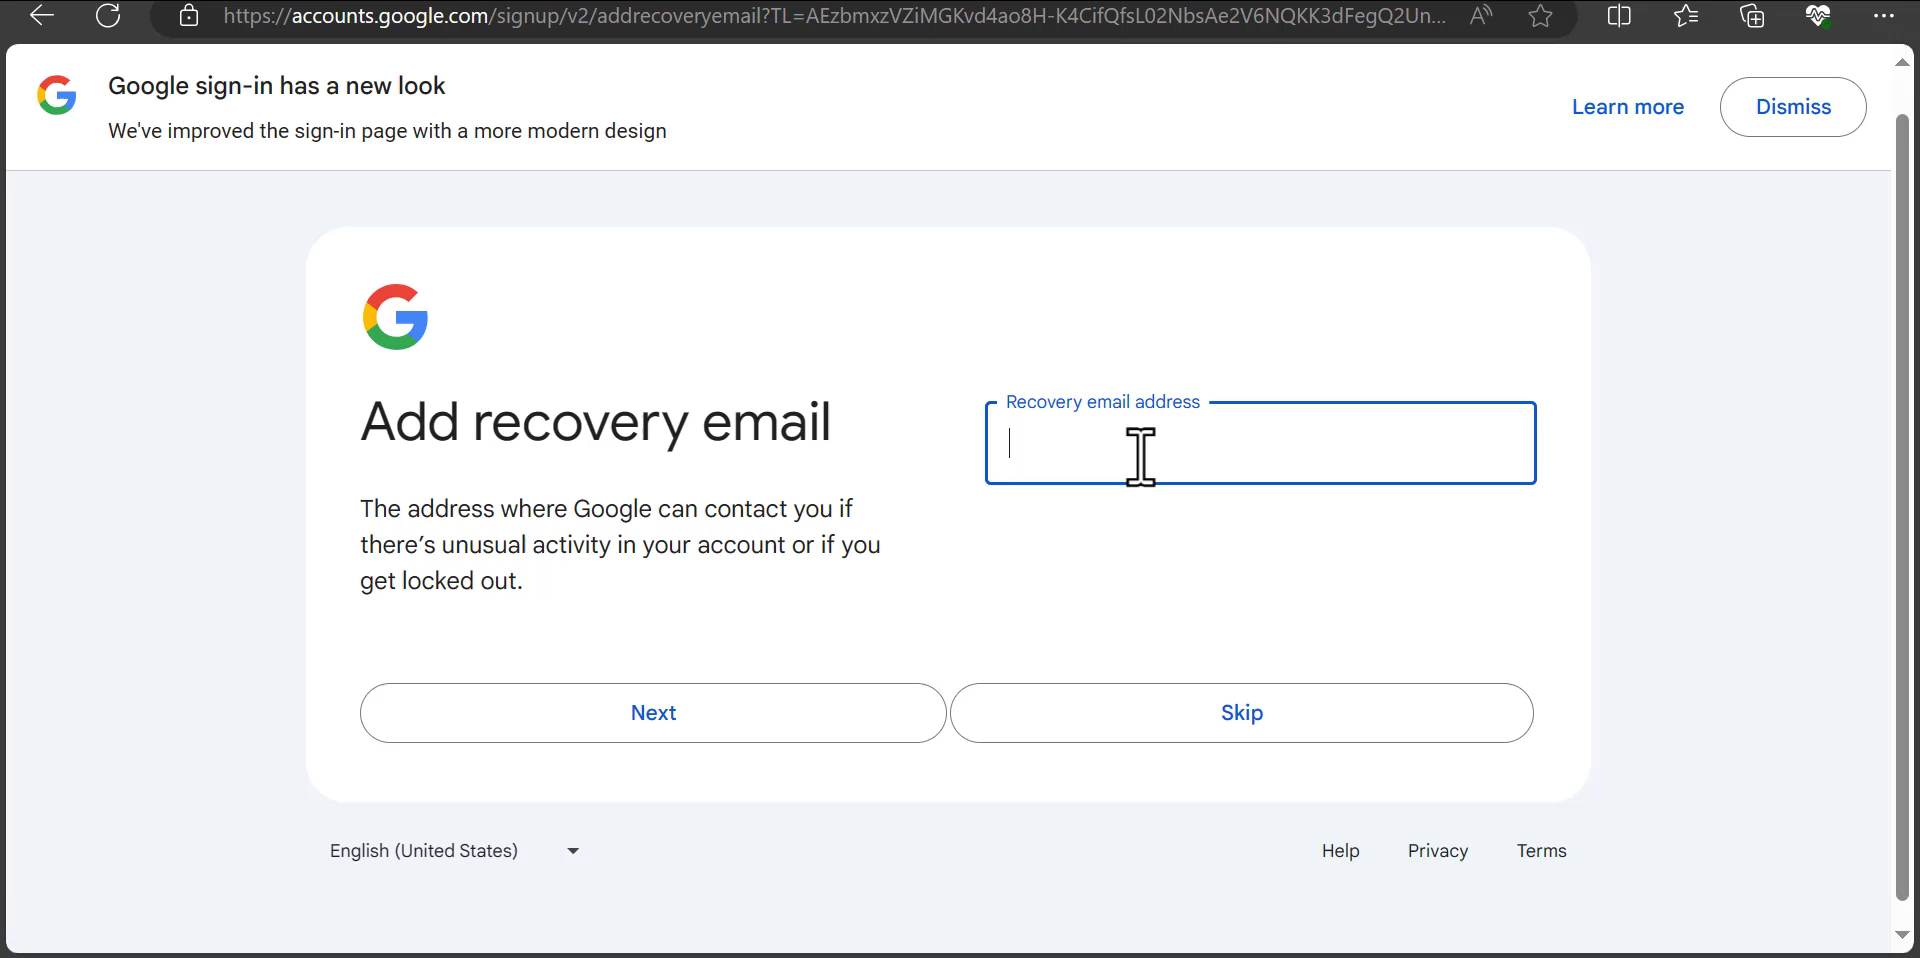 https://accounts.google.com/signup/v2/addrecoveryemail?TL=AEzbmxzVZiMGKvd4ao8H-K4CifQfsL02NbsAe2V6NQKK3dFegQ2Un...
Google sign-in has a new look
We've improved the sign-in page with a more modern design
Learn more
Dismiss
Add recovery email
The address where Google can contact you if
there’s unusual activity in your account or if you
get locked out.
Recovery email address
Next
Skip
English (United States)
Help
Privacy
Terms